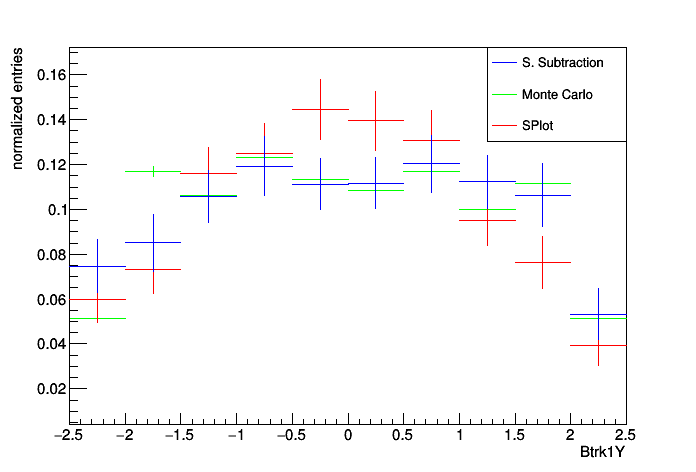 normalized entries
0.16
0.14
0.12
0.1
0.08
0.06
0.04
0.02
S. Subtraction
Monte Carlo
SPlot
−2.5 −2 −1.5 −1 −0.5 0 0.5 1 1.5 2 2.5
Btrk1Y